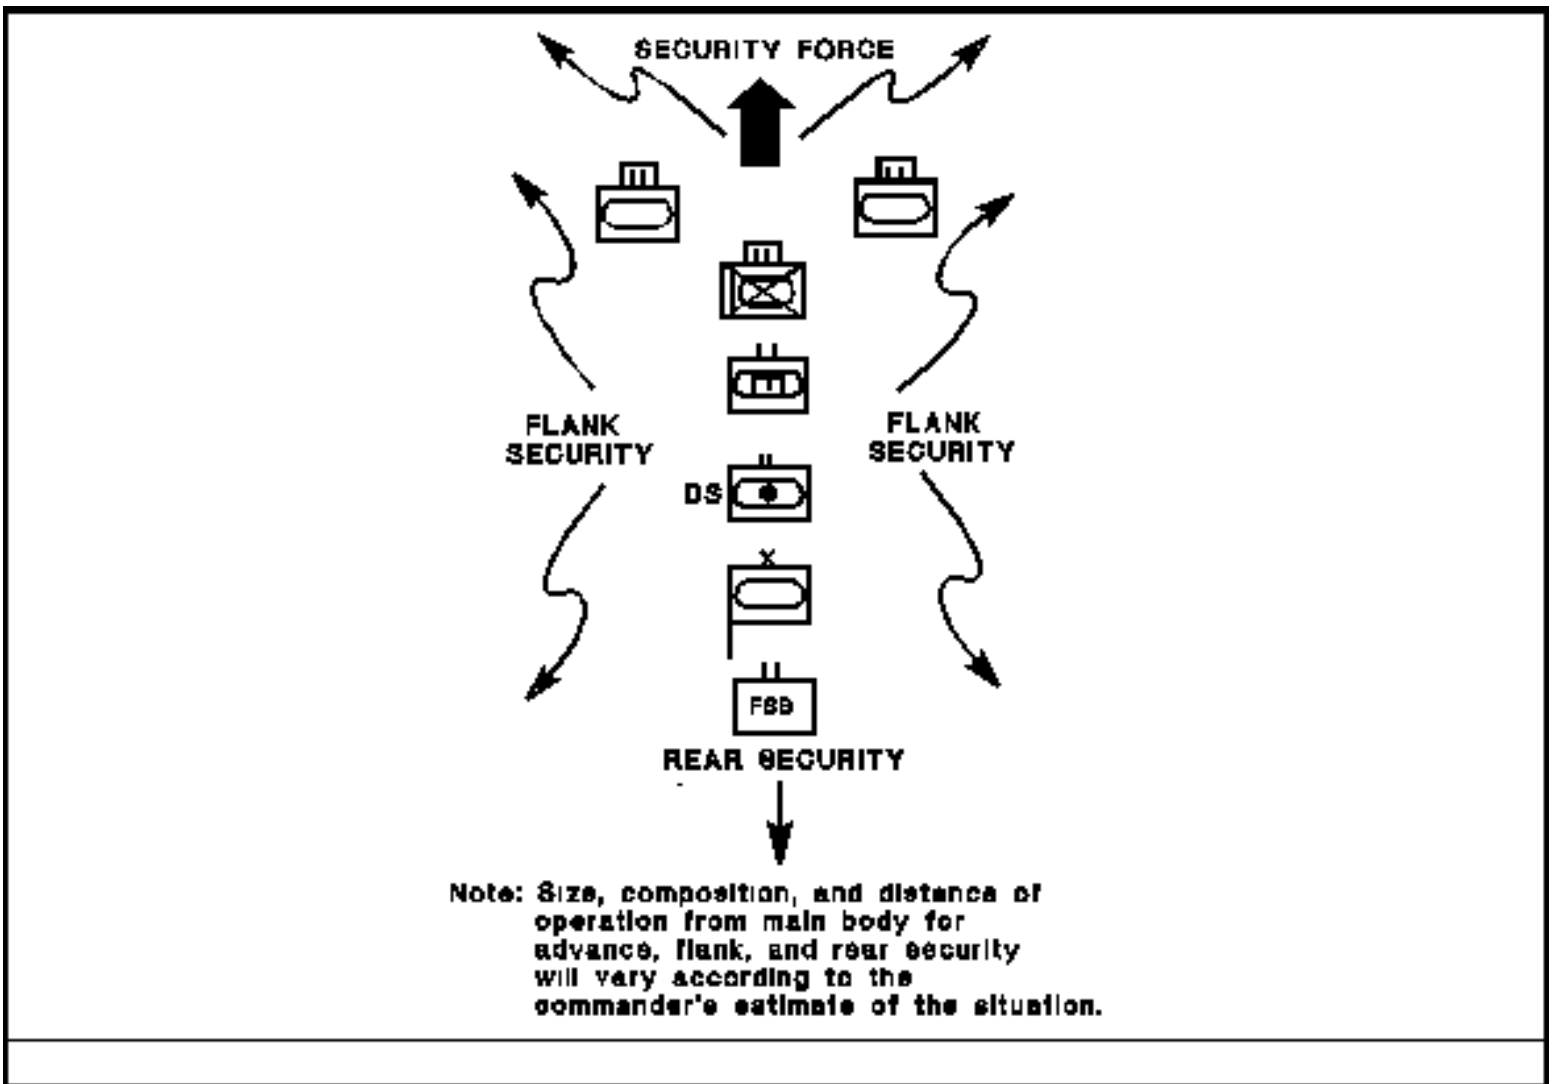 SECURITY FORCE
FLANK
SECURITY
FLANK
SECURITY
DS
X
FSB
REAR SECURITY
Note: Size, composition, and distance of
operation from main body for
advance, flank, and rear security
will vary according to the
commander's estimate of the situation.